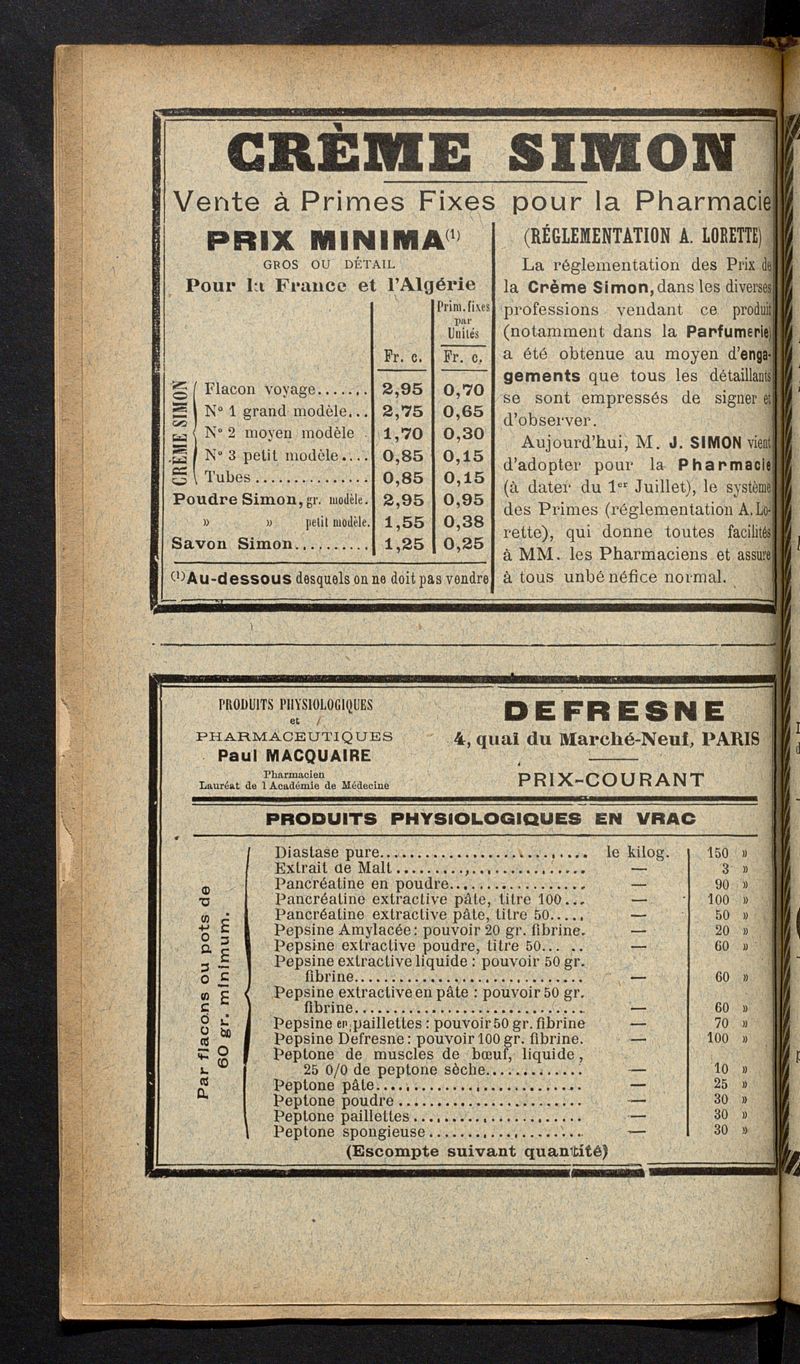 CRÈME SIMON
Vente à Primes Fixes pour la Pharmacie
PRIX MINIMA(1)
GROS OU DÉTAIL
Pour la France et l'Algérie
Prim. fixes
par
Unités
Fr. c. Fr. c.
CRÈME SIMON
Flacon voyage....... 2,95 0,70
N° 1 grand modèle... 2,75 0,65
N° 2 moyen modèle . 1,70 0,30
N° 3 petit modèle.... 0,85 0,15
Tubes............... 0,85 0,15
Poudre Simon, gr. modèle. 2,95 0,95
» » petit modèle. 1,55 0,38
Savon Simon.......... 1,25 0,25
(1) Au-dessous desquels on ne doit pas vendre
(RÉGLEMENTATION A. LORETTE)
La réglementation des Prix de
la Crème Simon, dans les diverses
professions vendant ce produit
(notamment dans la Parfumerie)
a été obtenue au moyen d'enga-
gements que tous les détaillants
se sont empressés de signer et
d'observer.
Aujourd'hui, M. J. SIMON vient
d'adopter pour la Pharmacie
(à dater du 1er Juillet), le système
des Primes (réglementation A. Lo-
rette), qui donne toutes facilités
à MM. les Pharmaciens et assure
à tous un bénéfice normal.
PRODUITS PHYSIOLOGIQUES
et
PHARMACEUTIQUES
Paul MACQUAIRE
Pharmacien
Lauréat de l Académie de Médecine
DEFRESNE
4, quai du Marché-Neuf, PARIS
PRIX-COURANT
PRODUITS PHYSIOLOGIQUES EN VRAC
Par flacons ou pots de
60 gr. minimum.
Diastase pure.......................... le kilog. 150 »
Extrait de Malt........................ — 3 »
Pancréatine en poudre.................. — 90 »
Pancréatine extractive pâte, titre 100... — 100 »
Pancréatine extractive pâte, titre 50..... — 50 »
Pepsine Amylacée: pouvoir 20 gr. fibrine. — 20 »
Pepsine extractive poudre, titre 50... .. — 60 »
Pepsine extractive liquide : pouvoir 50 gr.
fibrine............................. — 60 »
Pepsine extractive en pâte : pouvoir 50 gr.
fibrine............................. — 60 »
Pepsine en paillettes : pouvoir 50 gr. fibrine — 70 »
Pepsine Defresne : pouvoir 100 gr. fibrine. — 100 »
Peptone de muscles de bœuf, liquide,
25 0/0 de peptone sèche............. — 10 »
Peptone pâte........................... — 25 »
Peptone poudre......................... — 30 »
Peptone paillettes..................... — 30 »
Peptone spongieuse..................... — 30 »
(Escompte suivant quantité)